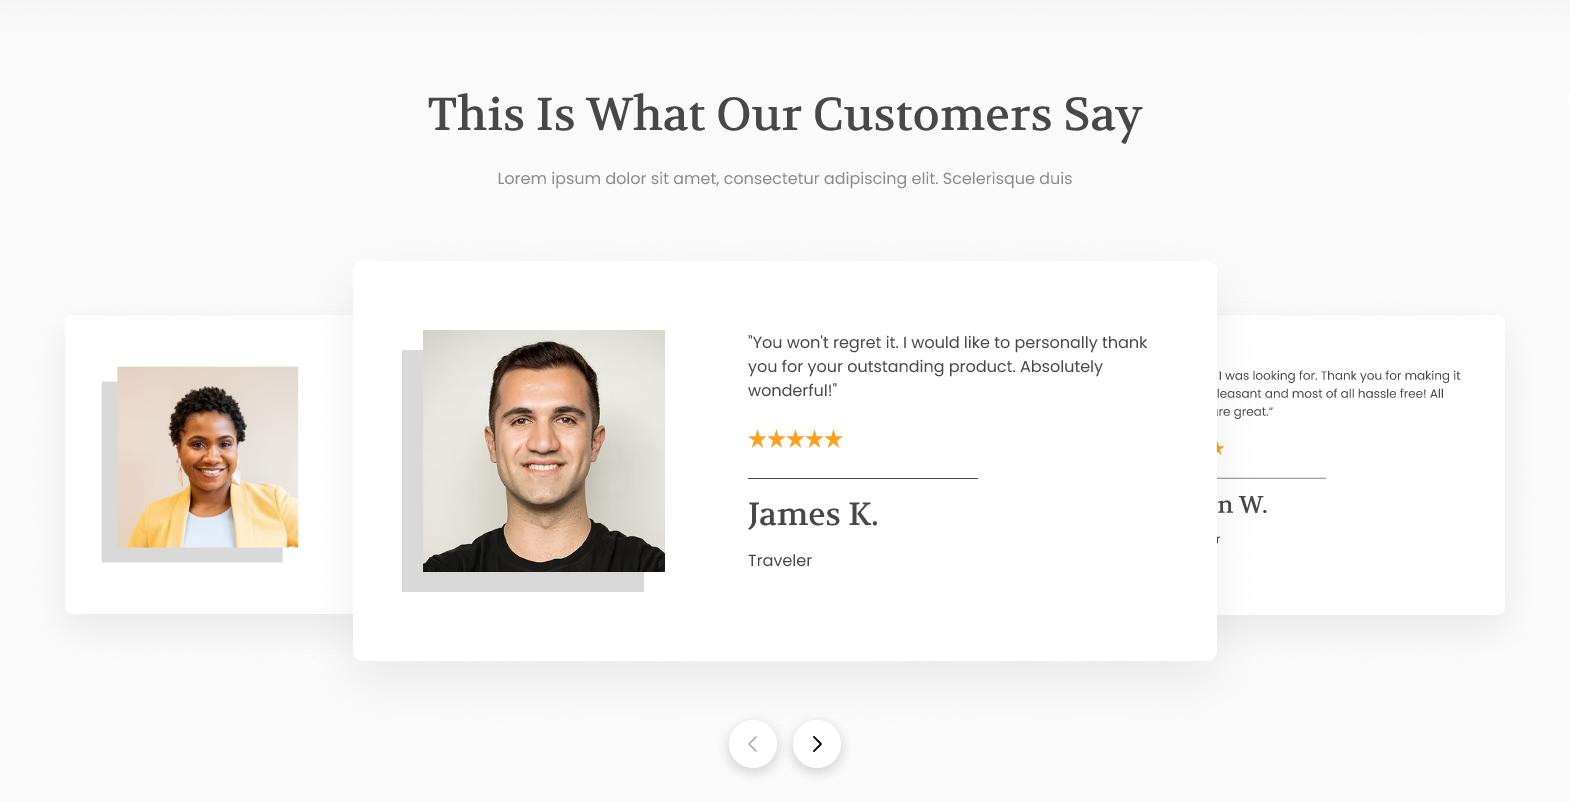 This Is What Our Customers Say
Lorem ipsum dolor sit amet, consectetur adipiscing elit. Scelerisque duis
"You won't regret it. I would like to personally thank
you for your outstanding product. Absolutely
wonderful!"
James K.
Traveler
I was looking for. Thank you for making it
and most of all hassle free! All
great.”
W.